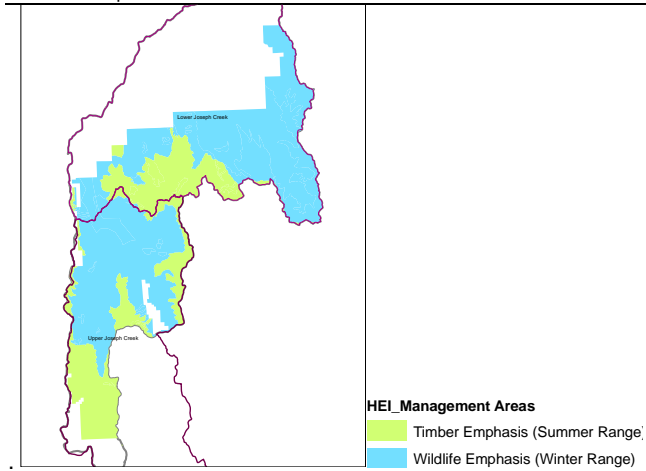 Lower Joseph Creek
Upper Joseph Creek
HEI_Management Areas
Timber Emphasis (Summer Range)
Wildlife Emphasis (Winter Range)
.